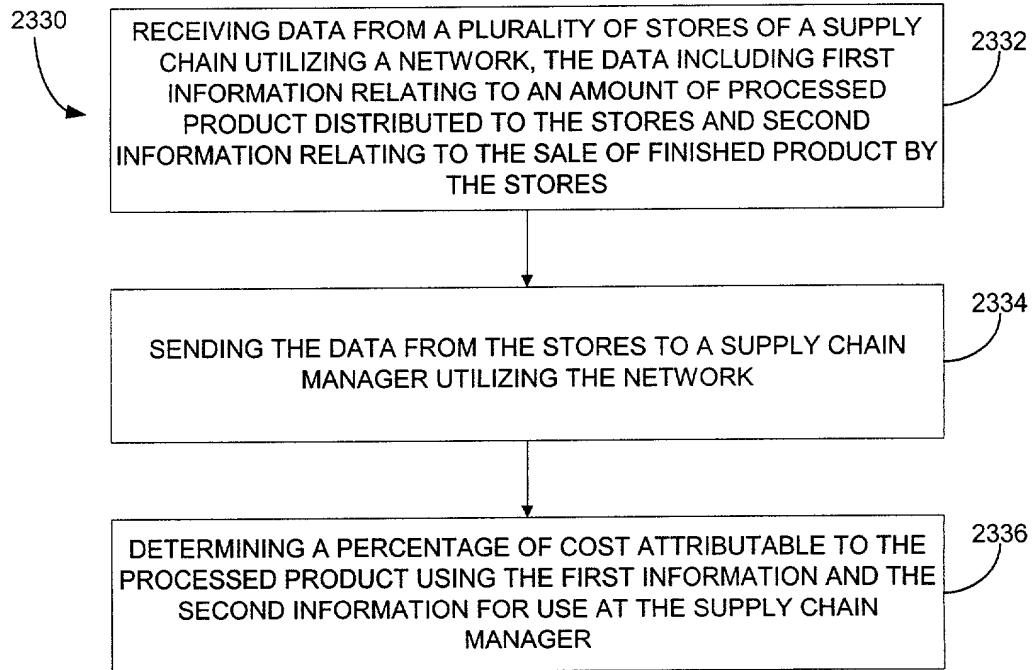 2330
RECEIVING DATA FROM A PLURALITY OF STORES OF A SUPPLY
CHAIN UTILIZING A NETWORK, THE DATA INCLUDING FIRST
INFORMATION RELATING TO AN AMOUNT OF PROCESSED
PRODUCT DISTRIBUTED TO THE STORES AND SECOND
INFORMATION RELATING TO THE SALE OF FINISHED PRODUCT BY
THE STORES
2332
SENDING THE DATA FROM THE STORES TO A SUPPLY CHAIN
MANAGER UTILIZING THE NETWORK
2334
DETERMINING A PERCENTAGE OF COST ATTRIBUTABLE TO THE
PROCESSED PRODUCT USING THE FIRST INFORMATION AND THE
SECOND INFORMATION FOR USE AT THE SUPPLY CHAIN
MANAGER
2336